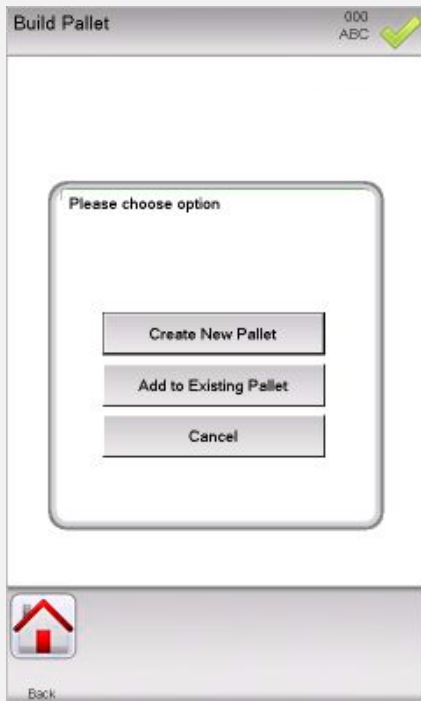 Build Pallet
000
ABC
Please choose option
Create New Pallet
Add to Existing Pallet
Cancel
Back